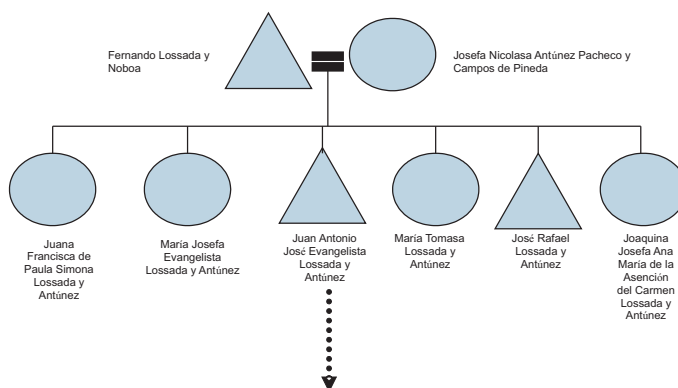 Fernando Lossada y
Noboa
Josefa Nicolasa Antúnez Pacheco y
Campos de Pineda
Juana
Francisca de
Paula Simona
Lossada y
Antúnez
María Josefa
Evangelista
Lossada y Antúnez
Juan Antonio
José Evangelista
Lossada y
Antúnez
María Tomasa
Lossada y
Antúnez
José Rafael
Lossada y
Antúnez
Joaquina
Josefa Ana
María de la
Asención
del Carmen
Lossada y
Antúnez